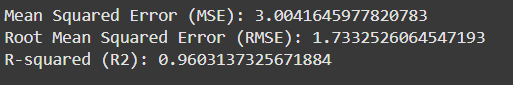 Mean Squared Error (MSE): 3.0041645977820783
Root Mean Squared Error (RMSE): 1.7332526064547193
R-squared (R2): 0.9603137325671884